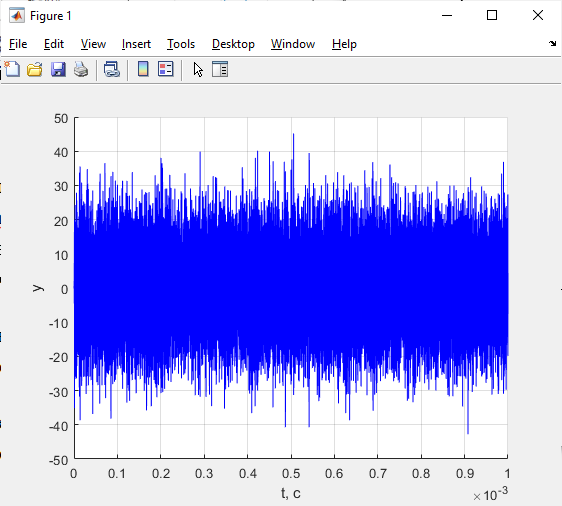 Figure 1
File Edit View Insert Tools Desktop Window Help
50
40
30
20
10
0
-10
-20
-30
-40
-50
y
0 0.1 0.2 0.3 0.4 0.5 0.6 0.7 0.8 0.9 1
t, c
×10⁻³